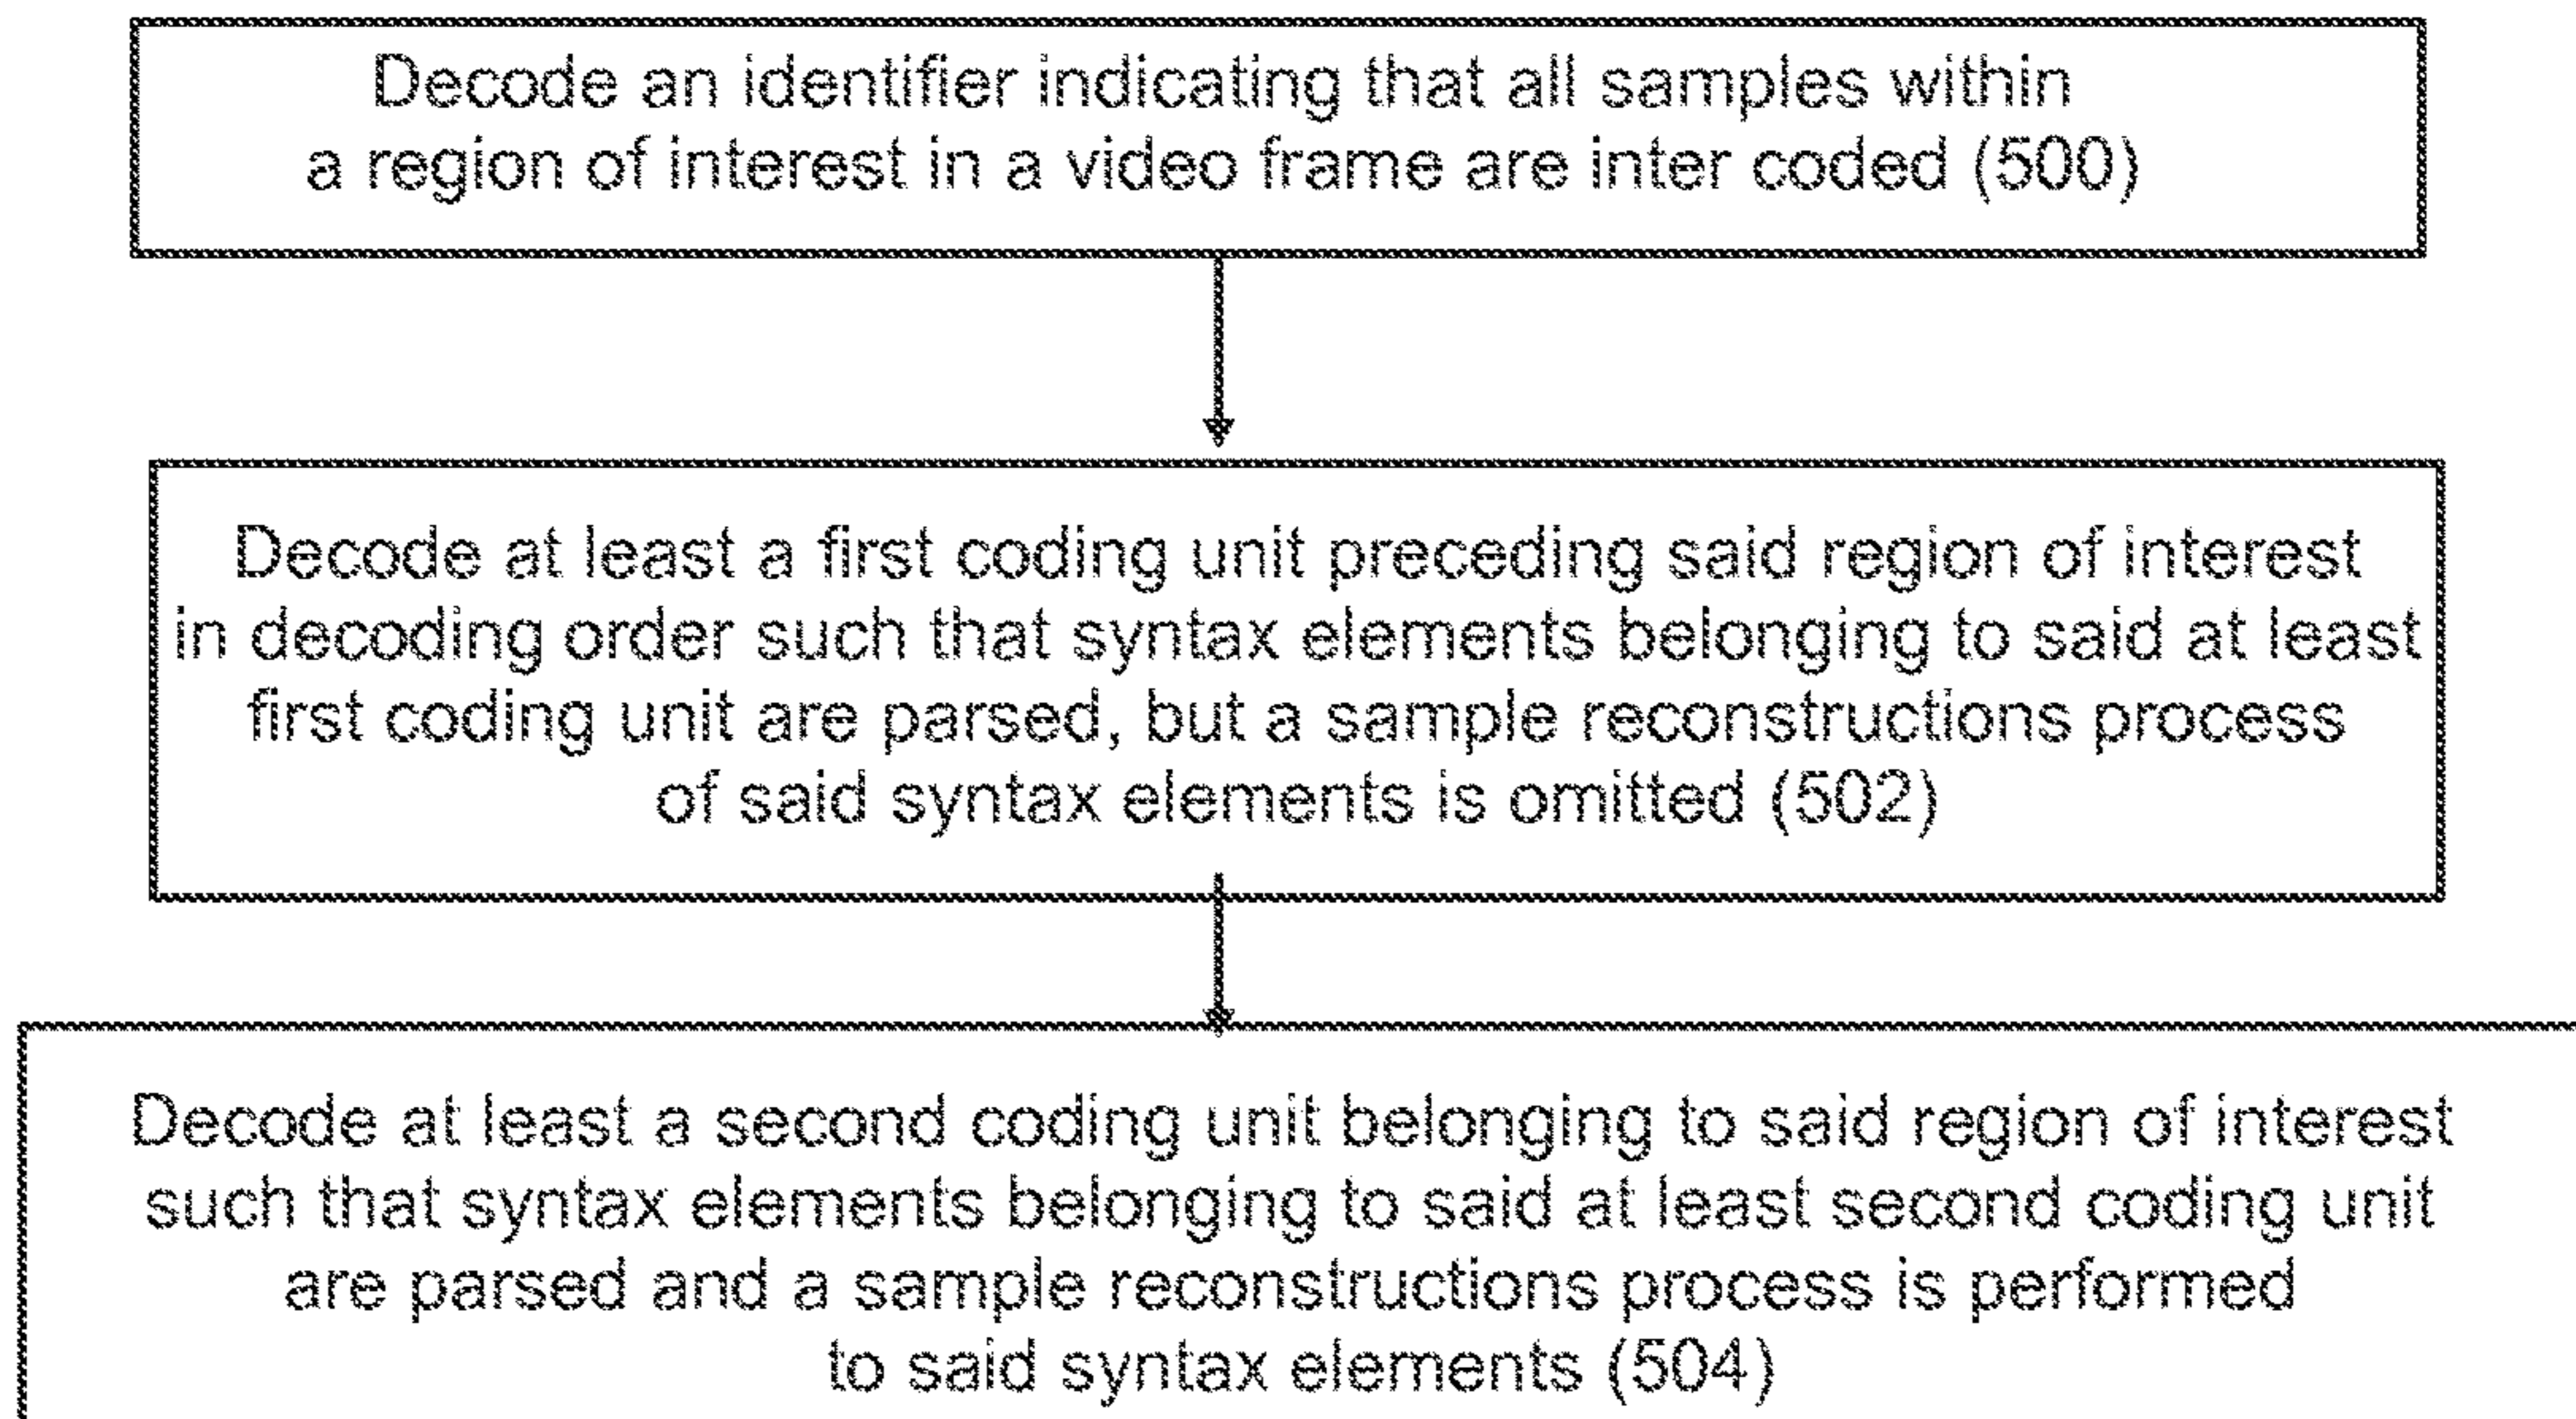 Decode an identifier indicating that all samples within
a region of interest in a video frame are inter coded (500)
Decode at least a first coding unit preceding said region of interest
in decoding order such that syntax elements belonging to said at least
first coding unit are parsed, but a sample reconstructions process
of said syntax elements is omitted (502)
Decode at least a second coding unit belonging to said region of interest
such that syntax elements belonging to said at least second coding unit
are parsed and a sample reconstructions process is performed
to said syntax elements (504)